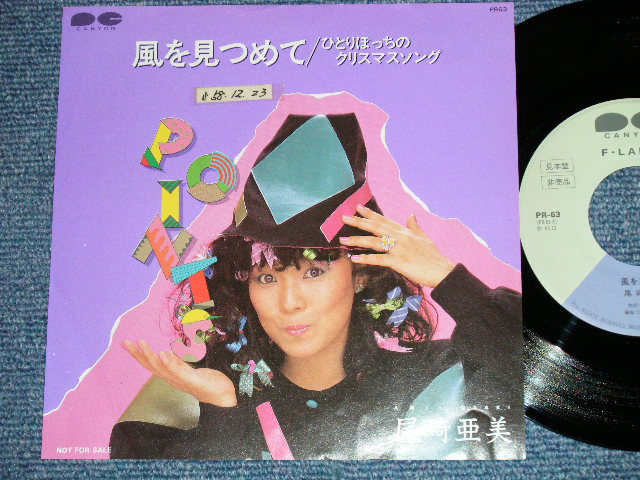 CANYON
PR63
風を見つめて/ひとりぼっちの
クリスマスソング
58.12.23
POINTS
尾崎亜美
NOT FOR SALE
CANYON
F-LA
見本盤
非売品
PR-63
風を
尾